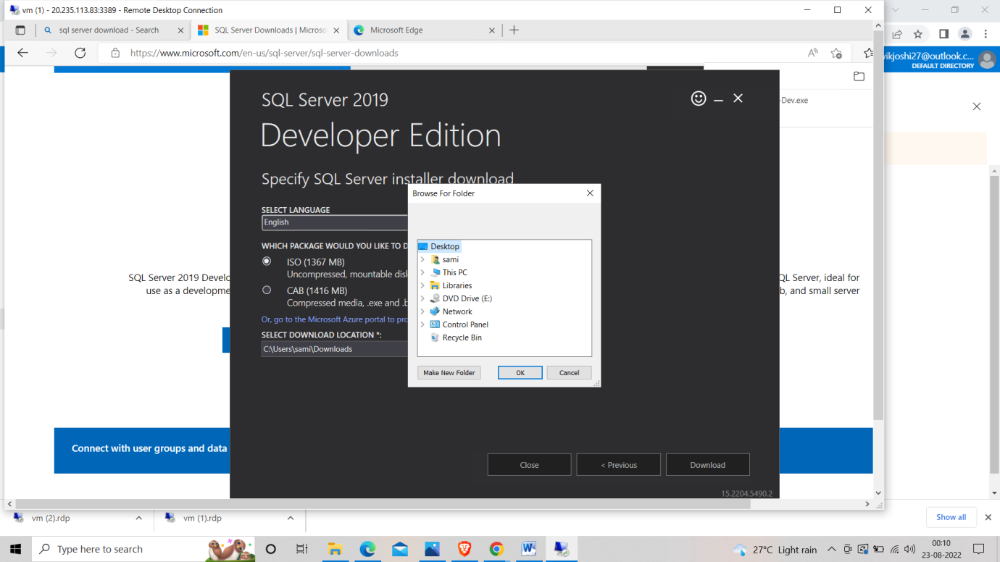 vm (1) - 20.235.113.83:3389 - Remote Desktop Connection
sql server download - Search
SQL Server Downloads | Microso
Microsoft Edge
https://www.microsoft.com/en-us/sql-server/sql-server-downloads
vikjoshi27@outlook.c...
DEFAULT DIRECTORY
-Dev.exe
SQL Server 2019
Developer Edition
Specify SQL Server installer download
SELECT LANGUAGE
English
WHICH PACKAGE WOULD YOU LIKE TO D
ISO (1367 MB)
Uncompressed, mountable disk
CAB (1416 MB)
Compressed media, .exe and .b
Or, go to the Microsoft Azure portal to pro
SELECT DOWNLOAD LOCATION *:
C:\Users\sami\Downloads
Browse For Folder
Desktop
sami
This PC
Libraries
DVD Drive (E:)
Network
Control Panel
Recycle Bin
Make New Folder
OK
Cancel
SQL Server 2019 Develo
use as a developme
QL Server, ideal for
b, and small server
Connect with user groups and data
Close
< Previous
Download
15.2204.5490.2
vm (2).rdp
vm (1).rdp
Show all
Type here to search
27°C Light rain
00:10
23-08-2022